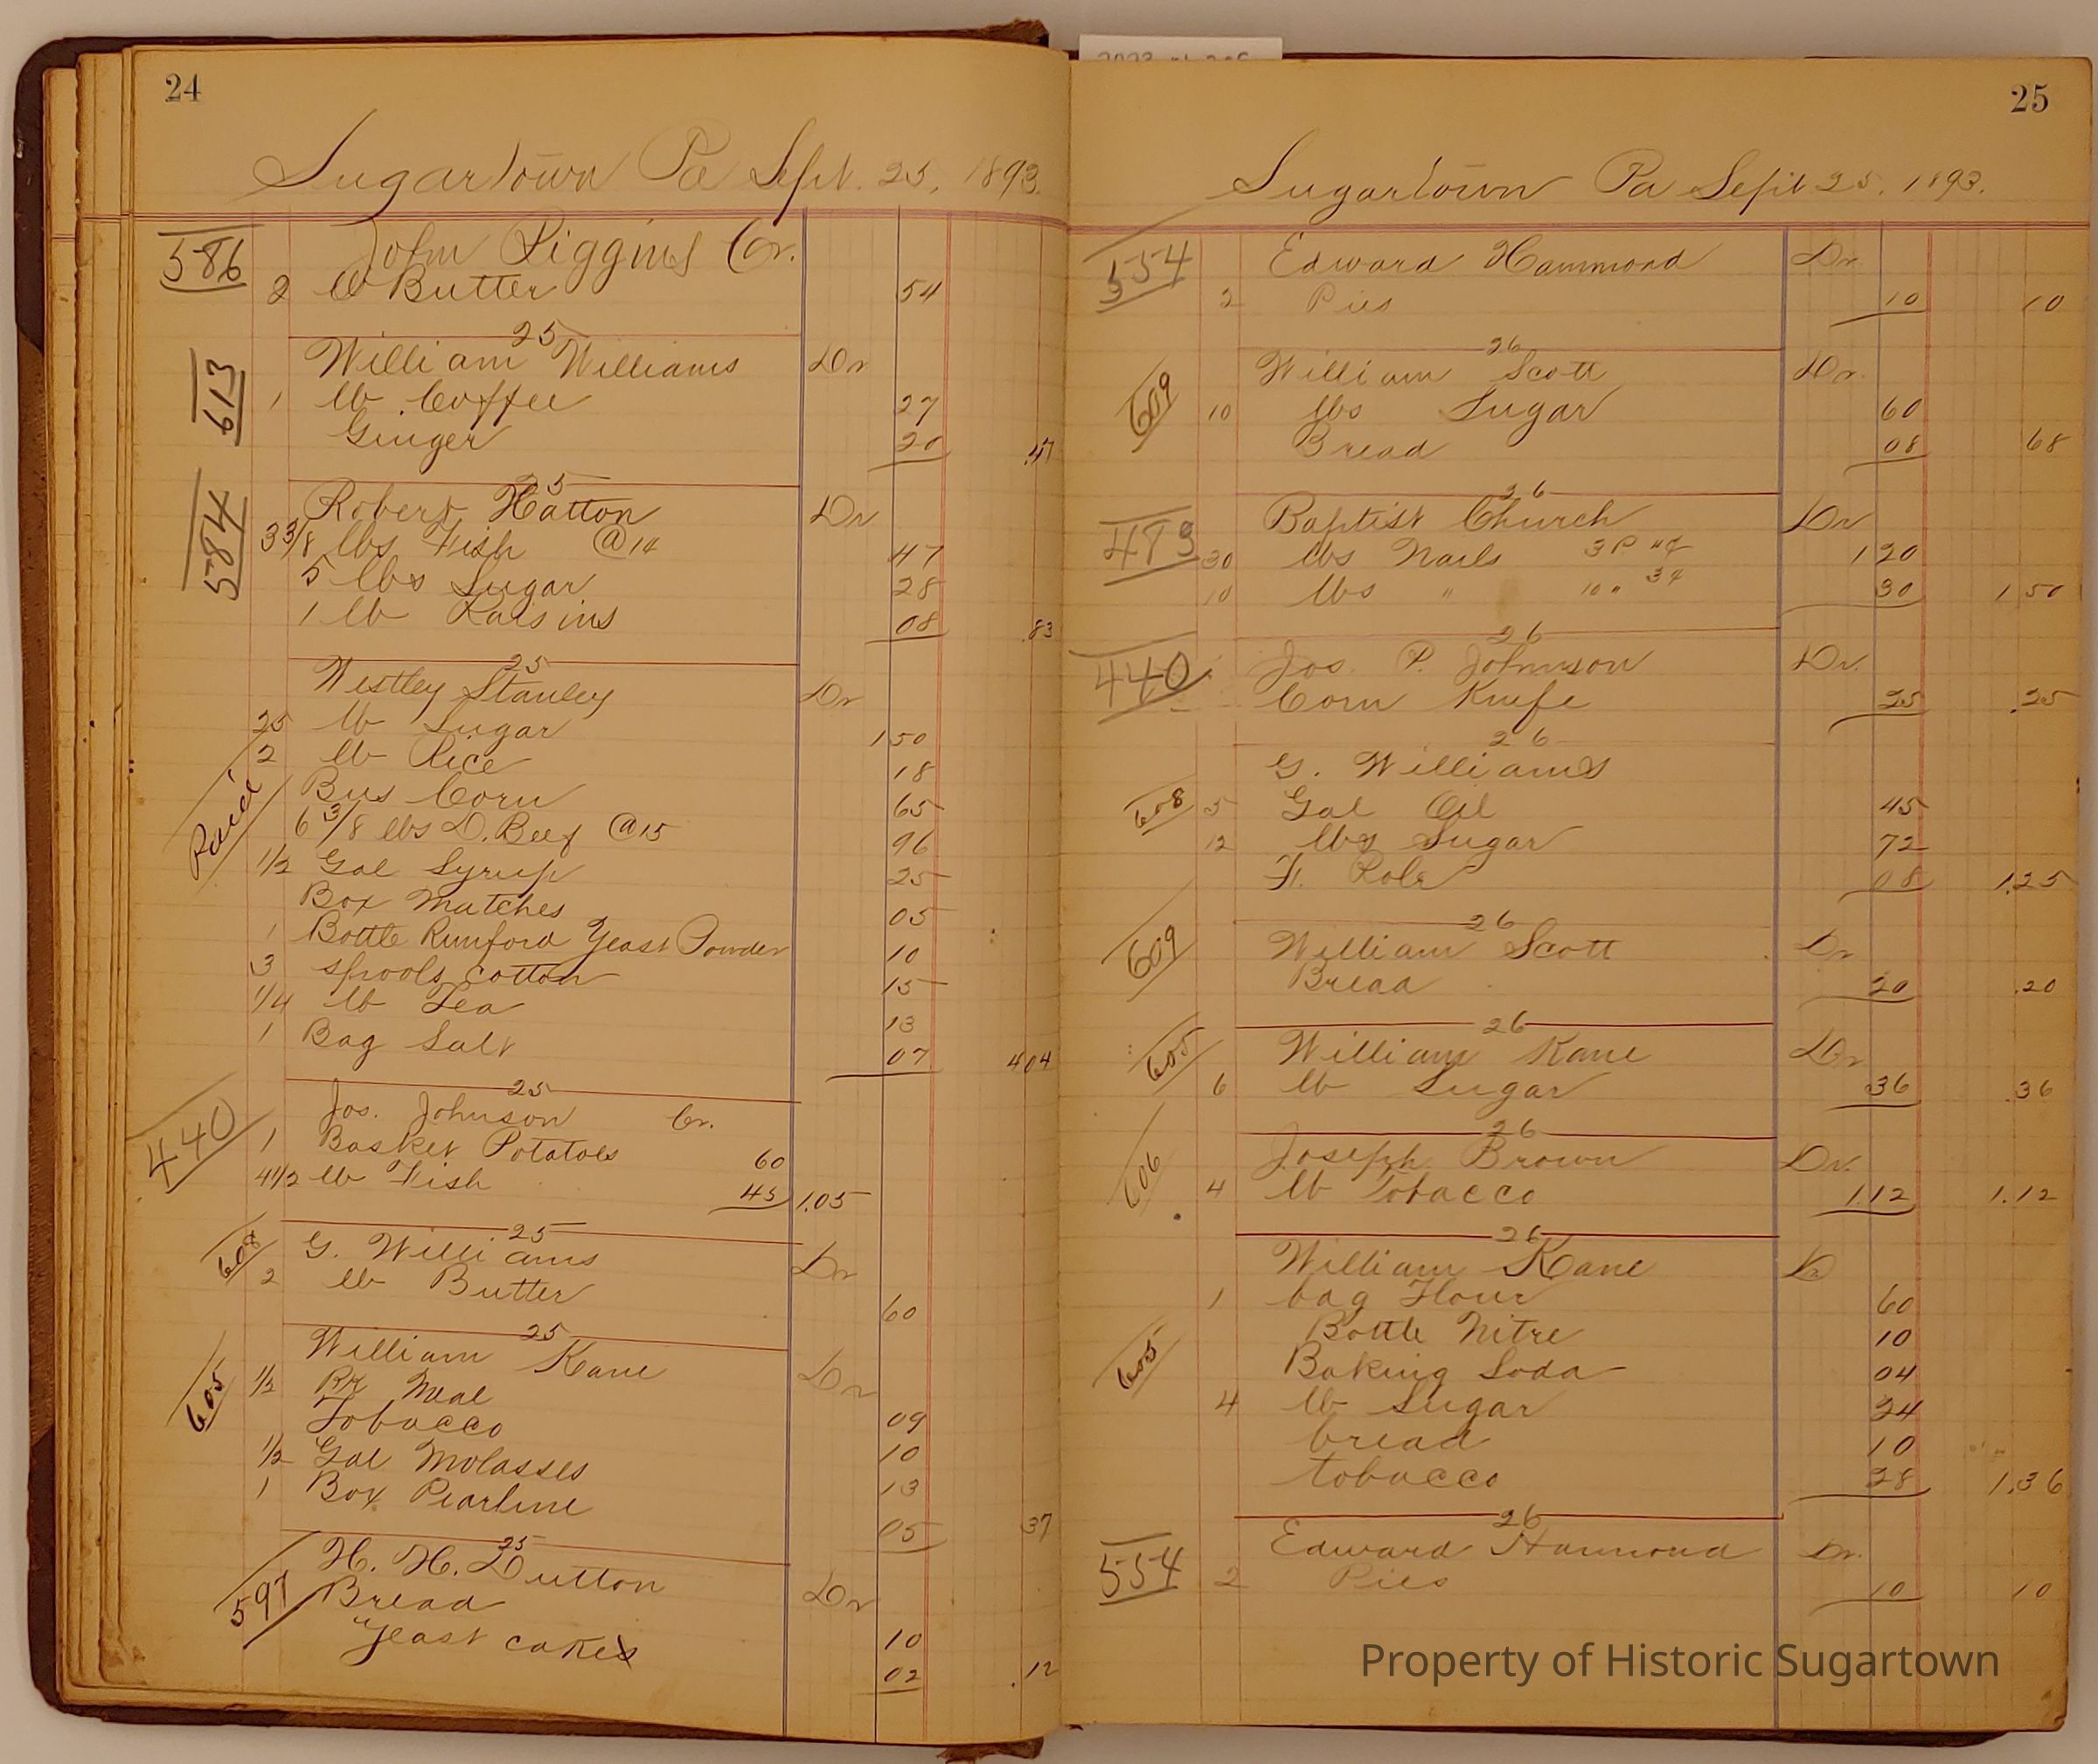 24
Sugartown Pa Sept. 25, 1893.
586 John Piggins Cr.
2 lb Butter 54
25
613 William Williams Dr
1 lb. Coffee 27
Ginger 20 .47
25
584 Robert Hatton Dr
3 3/8 lbs Fish @14 47
5 lbs Sugar 28
1 lb Raisins 08 .83
25
Westley Stanley Dr
25 lb Sugar 1 50
2 lb Rice 18
Paid Bus Corn 65
6 3/8 lbs D. Beef @15 96
1/2 Gal Syrup 25
Box Matches 05
1 Bottle Rumford Yeast Powder 10
3 spools cotton 15
1/4 lb Tea 13
1 Bag Salt 07 4 04
25
440 Jos. Johnson Cr.
1 Basket Potatoes 60
4 1/2 lb Fish 45 1.05
25
608 G. Williams Dr
2 lb Butter 60
25
605 William Kane Dr
1/2 Meal 09
Tobacco 10
1/2 Gal Molasses 13
1 Box Pearline 05 37
25
597 H. H. Dutton Dr
Bread 10
Yeast cakes 02 .12
25
Sugartown Pa Sept 25. 1893.
554 Edward Hammond Dr
2 Pies 10 10
26
609 William Scott Dr.
10 lbs Sugar 60
Bread 08 68
26
473 Baptist Church Dr
30 lbs Nails 3 P 4¢ 1 20
10 lbs " 10 " 3¢ 30 1 50
26
440. Jos. P. Johnson Dr.
Corn Knife 25 .25
26
G. Williams
608 5 Gal Oil 45
12 lbs Sugar 72
08 1.25
26
609 William Scott Dr
Bread 20 .20
26
605 William Kane Dr
6 lb Sugar 36 .36
26
606 Joseph Brown Dr.
4 lb Tobacco 1.12 1.12
26
William Kane Dr
1 bag Flour 60
Bottle Nitre 10
605 Baking Soda 04
4 lb Sugar 24
bread 10
tobacco 28 1.36
26
554 Edward Hammond Dr.
2 Pies 10 10
Property of Historic Sugartown